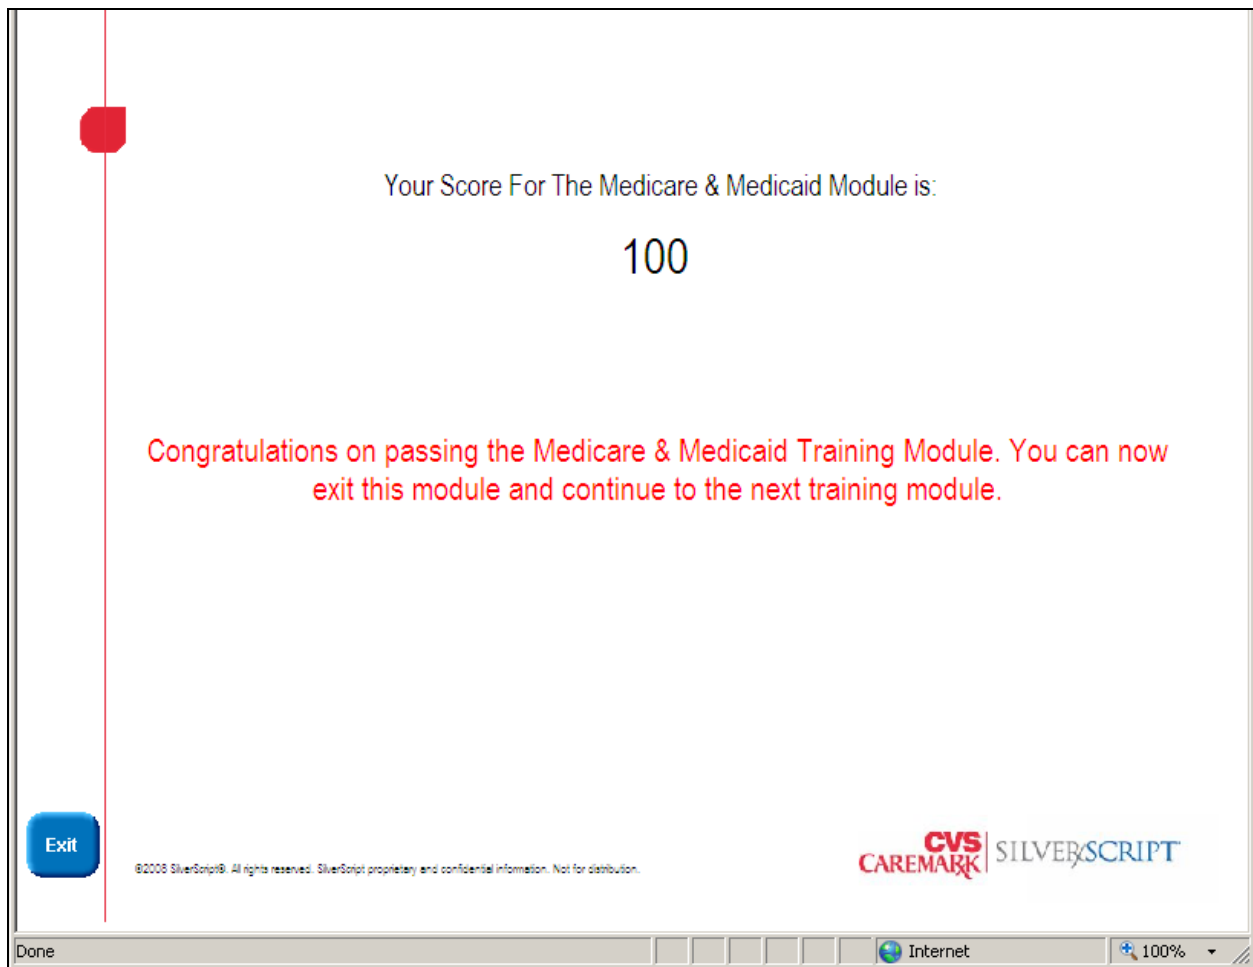 Your Score For The Medicare & Medicaid Module is:
100
Congratulations on passing the Medicare & Medicaid Training Module. You can now
exit this module and continue to the next training module.
Exit
©2008 SilverScript®. All rights reserved. SilverScript proprietary and confidential information. Not for distribution.
CVS
CAREMARK
SILVERSCRIPT
Done
Internet
100%